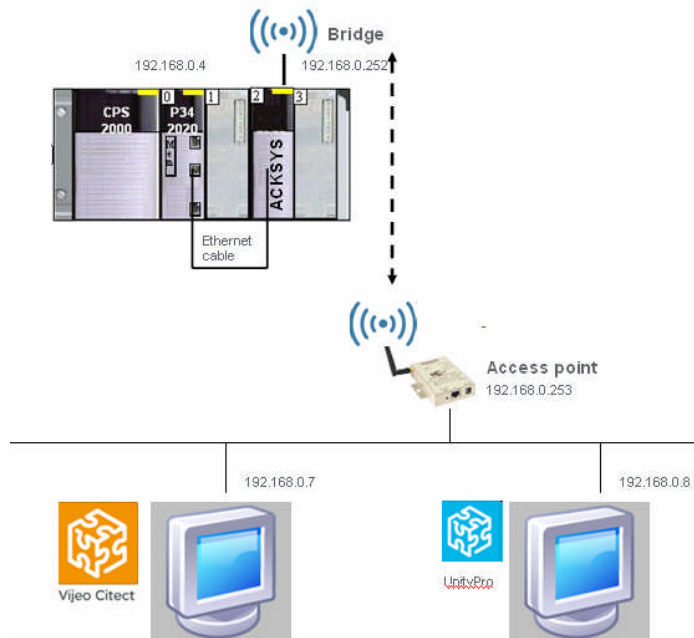 Bridge
192.168.0.4
192.168.0.252
0
1
2
3
CPS
2000
P34
2020
ACKSYS
Ethernet
cable
Access point
192.168.0.253
192.168.0.7
192.168.0.8
Vijeo Citect
UnityPro